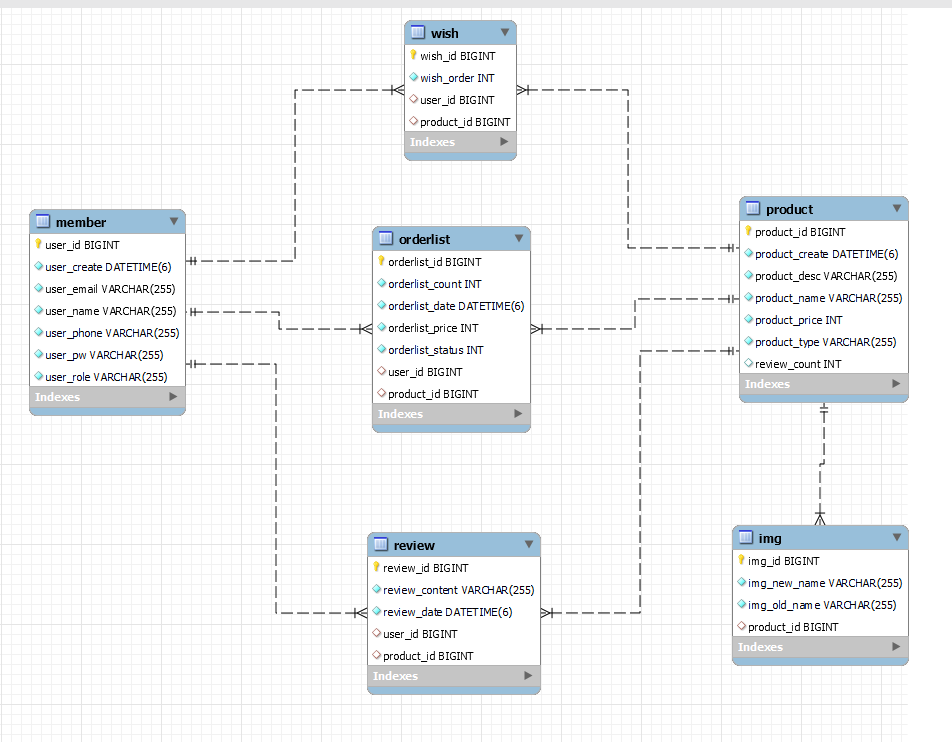 wish
wish_id BIGINT
wish_order INT
user_id BIGINT
product_id BIGINT
Indexes
member
user_id BIGINT
user_create DATETIME(6)
user_email VARCHAR(255)
user_name VARCHAR(255)
user_phone VARCHAR(255)
user_pw VARCHAR(255)
user_role VARCHAR(255)
Indexes
orderlist
orderlist_id BIGINT
orderlist_count INT
orderlist_date DATETIME(6)
orderlist_price INT
orderlist_status INT
user_id BIGINT
product_id BIGINT
Indexes
product
product_id BIGINT
product_create DATETIME(6)
product_desc VARCHAR(255)
product_name VARCHAR(255)
product_price INT
product_type VARCHAR(255)
review_count INT
Indexes
review
review_id BIGINT
review_content VARCHAR(255)
review_date DATETIME(6)
user_id BIGINT
product_id BIGINT
Indexes
img
img_id BIGINT
img_new_name VARCHAR(255)
img_old_name VARCHAR(255)
product_id BIGINT
Indexes